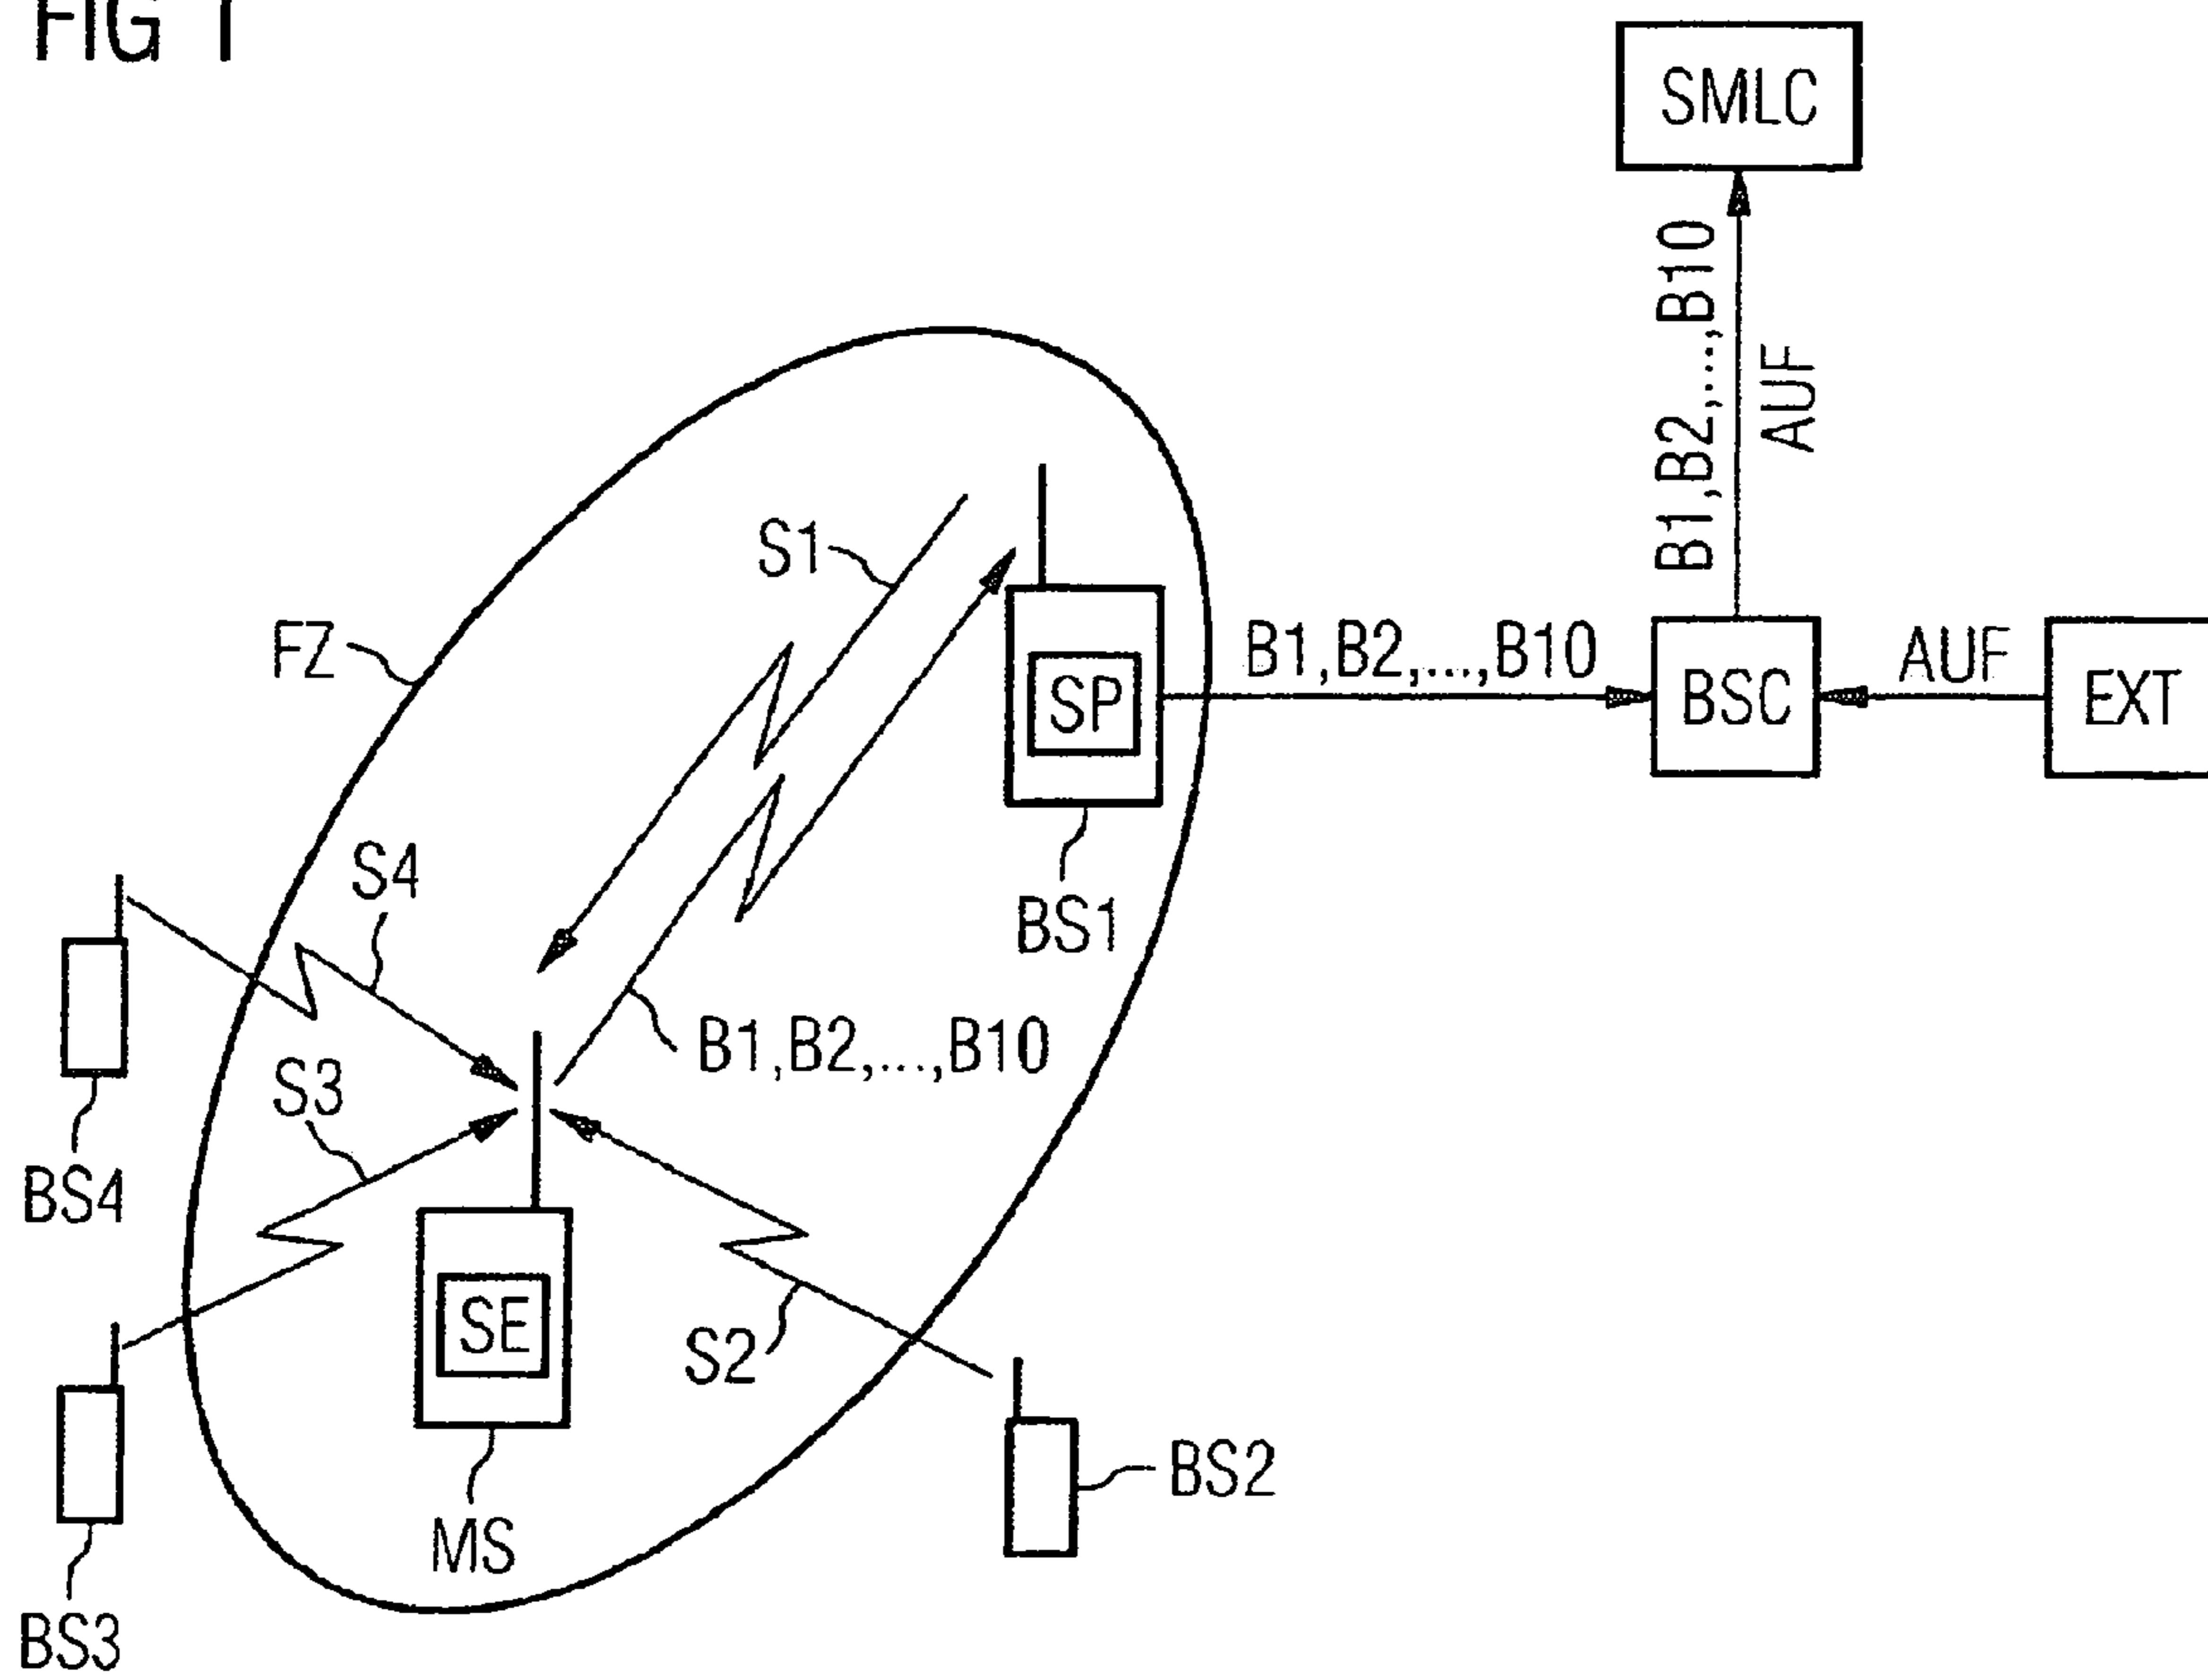 FIG 1
SMLC
B1,B2,...,B10
AUF
S1
FZ
SP
B1,B2,...,B10
BSC
AUF
EXT
S4
BS1
B1,B2,...,B10
S3
BS4
SE
S2
BS2
MS
BS3